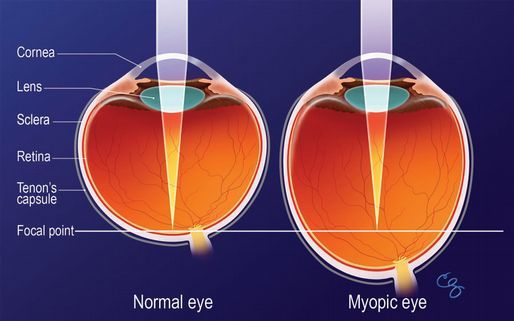 Cornea
Lens
Sclera
Retina
Tenon's
capsule
Focal point
Normal eye
Myopic eye